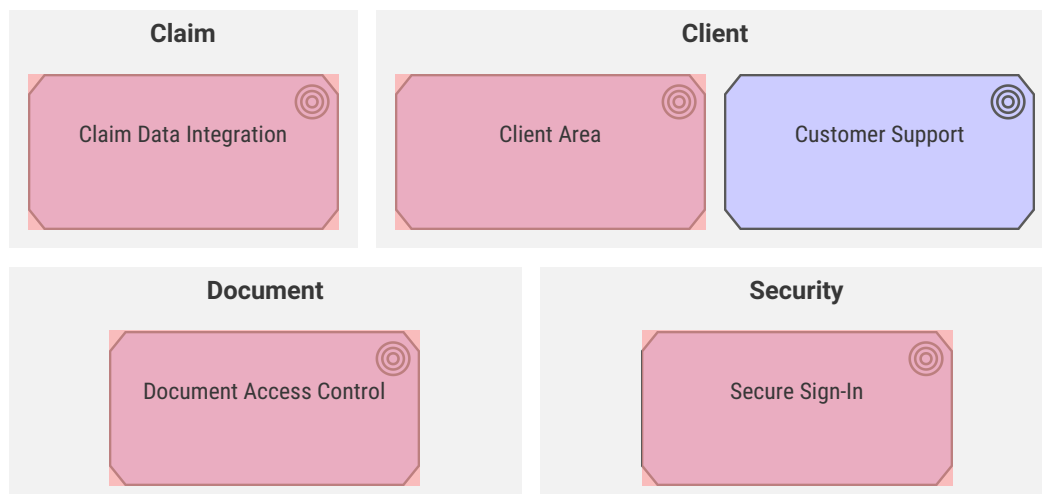 Claim
Client
Claim Data Integration
Client Area
Customer Support
Document
Security
Document Access Control
Secure Sign-In